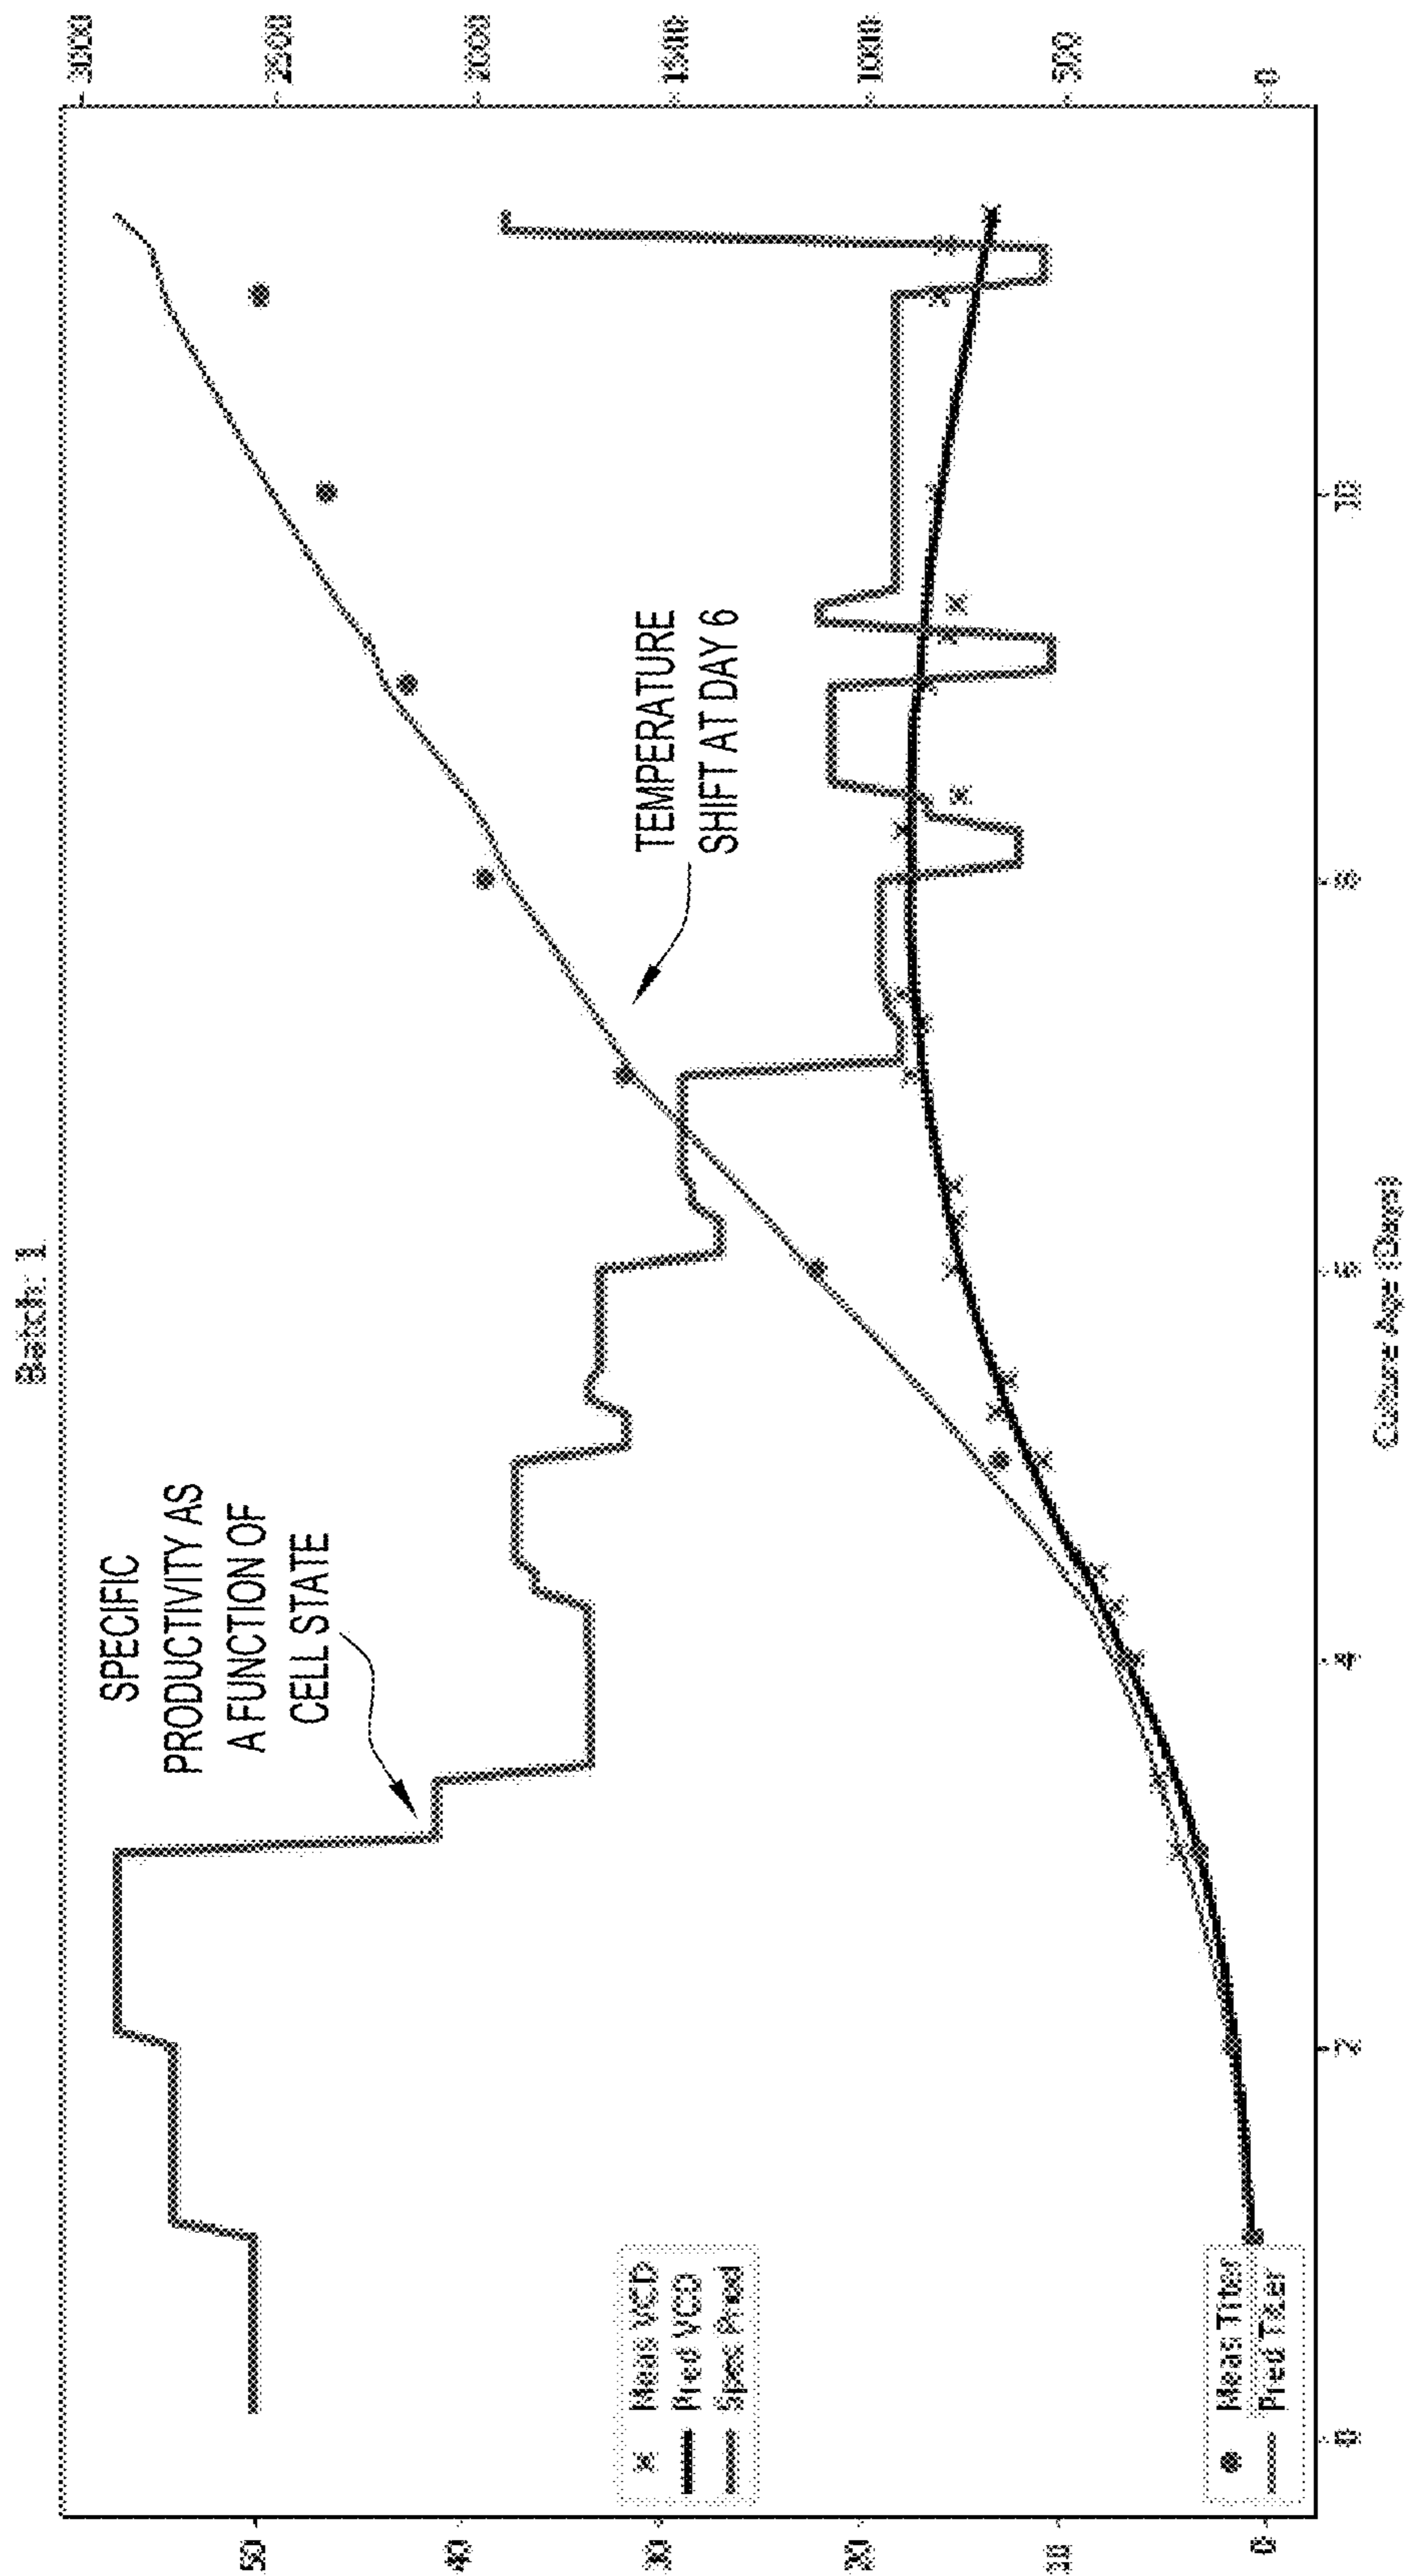 Batch: 1
SPECIFIC
PRODUCTIVITY AS
A FUNCTION OF
CELL STATE
TEMPERATURE
SHIFT AT DAY 6
50
40
30
20
10
0
3000
2500
2000
1500
1000
500
0
Meas VCD
Pred VCD
Spec Prod
Meas Titer
Pred Titer
0
2
4
6
8
10
Culture Age (Days)